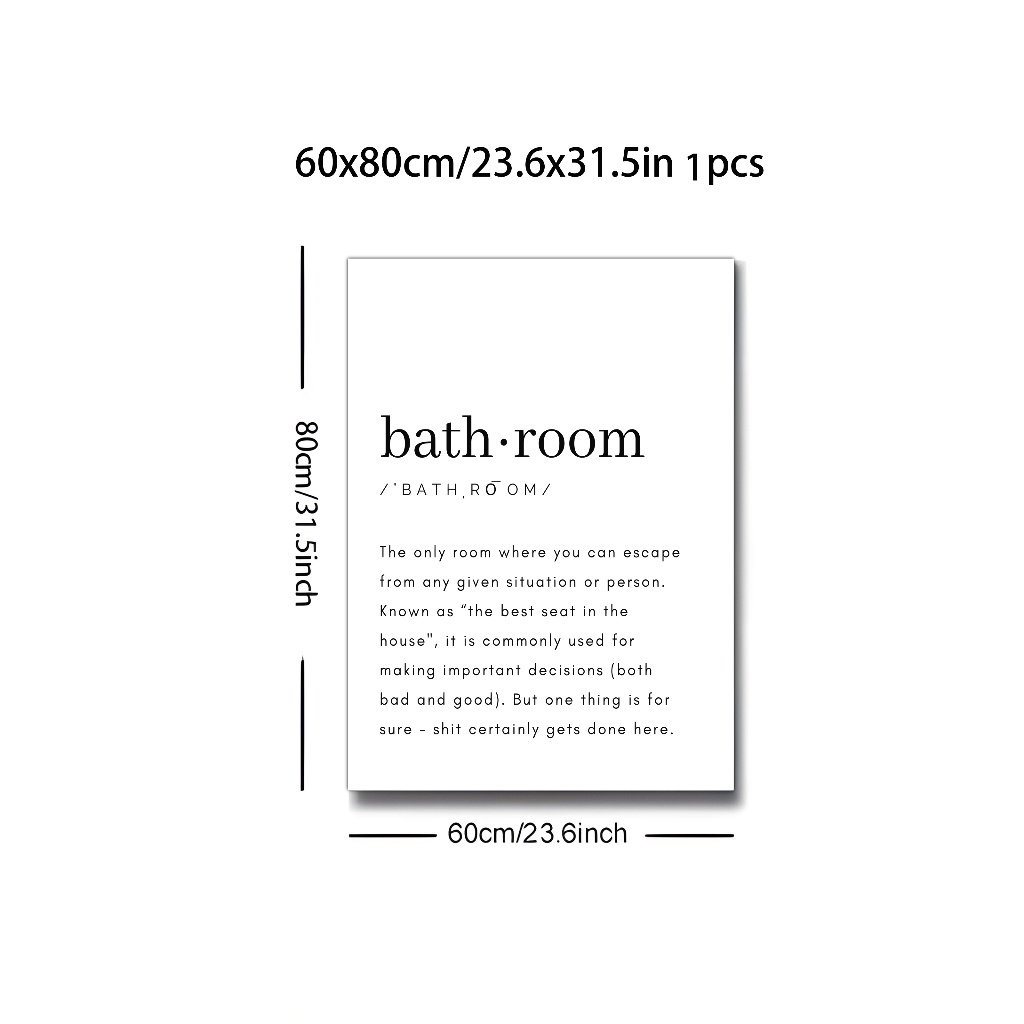 60x80cm/23.6x31.5in 1pcs
80cm/31.5inch
bath·room
/ˈBATHˌRO͞OM/
The only room where you can escape
from any given situation or person.
Known as “the best seat in the
house", it is commonly used for
making important decisions (both
bad and good). But one thing is for
sure - shit certainly gets done here.
60cm/23.6inch